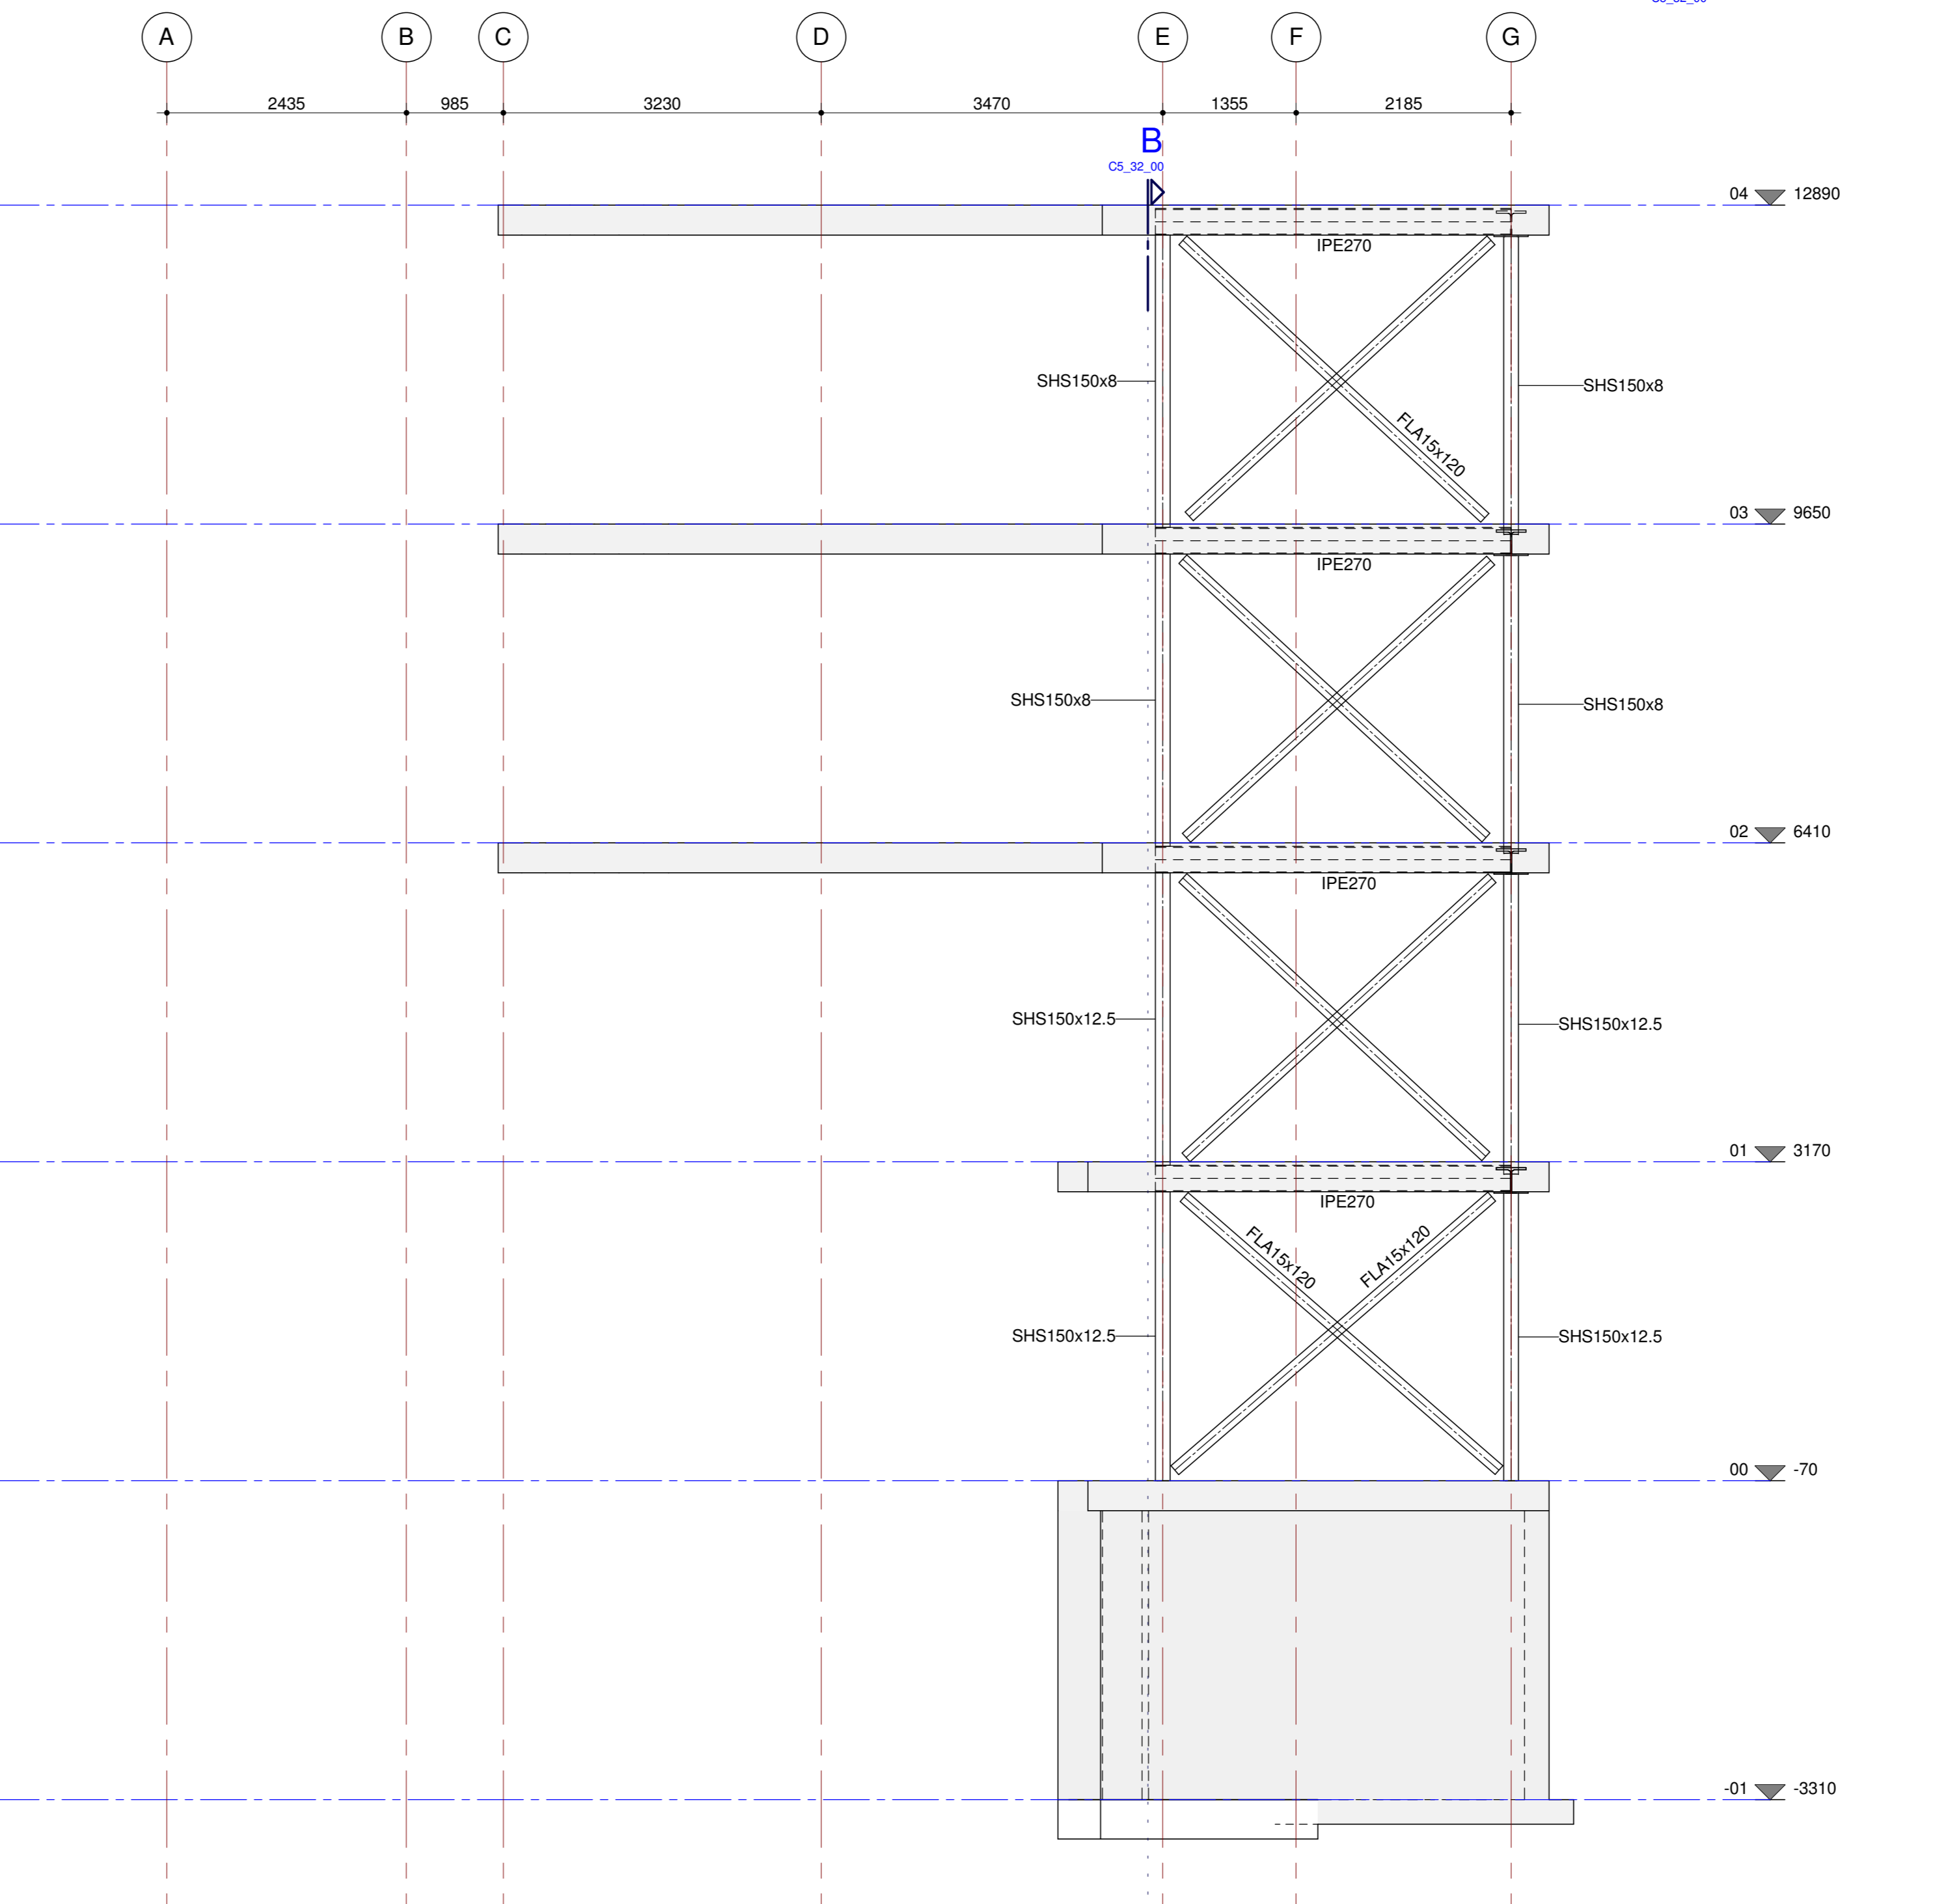 C5_32_00
A B C D E F G
2435 985 3230 3470 1355 2185
B
C5_32_00
04 12890
IPE270
SHS150x8
SHS150x8
FLA15x120
03 9650
IPE270
SHS150x8
SHS150x8
02 6410
IPE270
SHS150x12.5
SHS150x12.5
01 3170
IPE270
FLA15x120
FLA15x120
SHS150x12.5
SHS150x12.5
00 -70
-01 -3310